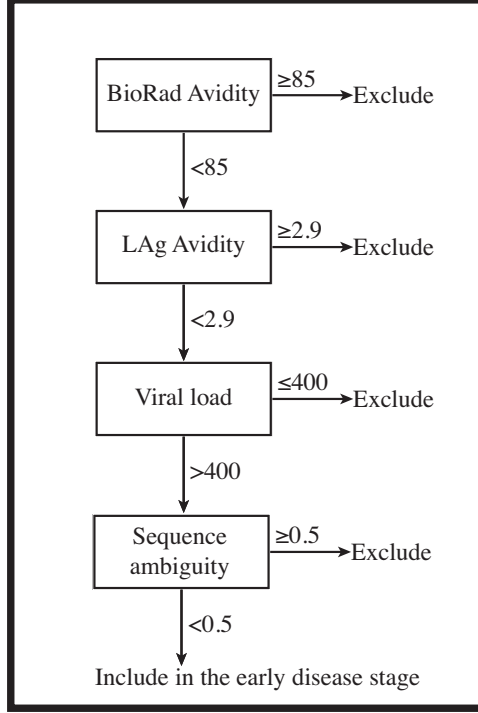 BioRad Avidity
≥85
Exclude
<85
LAg Avidity
≥2.9
Exclude
<2.9
Viral load
≤400
Exclude
>400
Sequence
ambiguity
≥0.5
Exclude
<0.5
Include in the early disease stage